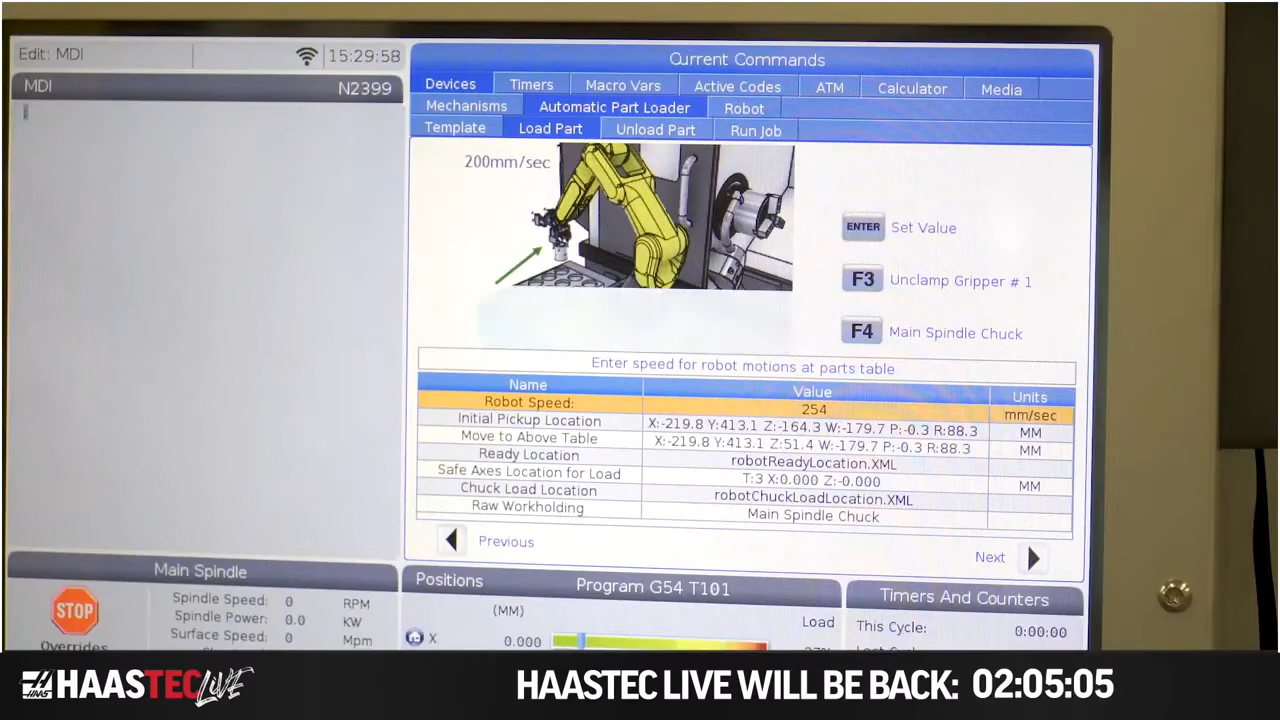 Edit: MDI
15:29:58
MDI
N2399
Current Commands
Devices Timers Macro Vars Active Codes ATM Calculator Media
Mechanisms Automatic Part Loader Robot
Template Load Part Unload Part Run Job
200mm/sec
ENTER Set Value
F3 Unclamp Gripper # 1
F4 Main Spindle Chuck
Enter speed for robot motions at parts table
Name Value Units
Robot Speed: 254 mm/sec
Initial Pickup Location X:-219.8 Y:413.1 Z:-164.3 W:-179.7 P:-0.3 R:88.3 MM
Move to Above Table X:-219.8 Y:413.1 Z:51.4 W:-179.7 P:-0.3 R:88.3 MM
Ready Location robotReadyLocation.XML
Safe Axes Location for Load T:3 X:0.000 Z:-0.000 MM
Chuck Load Location robotChuckLoadLocation.XML
Raw Workholding Main Spindle Chuck
Previous
Next
Main Spindle
STOP
Spindle Speed: 0 RPM
Spindle Power: 0.0 KW
Surface Speed: 0 Mpm
Overrides
Positions Program G54 T101
(MM) Load
X 0.000
Timers And Counters
This Cycle: 0:00:00
HAAS
HAASTEC LIVE
HAASTEC LIVE WILL BE BACK: 02:05:05